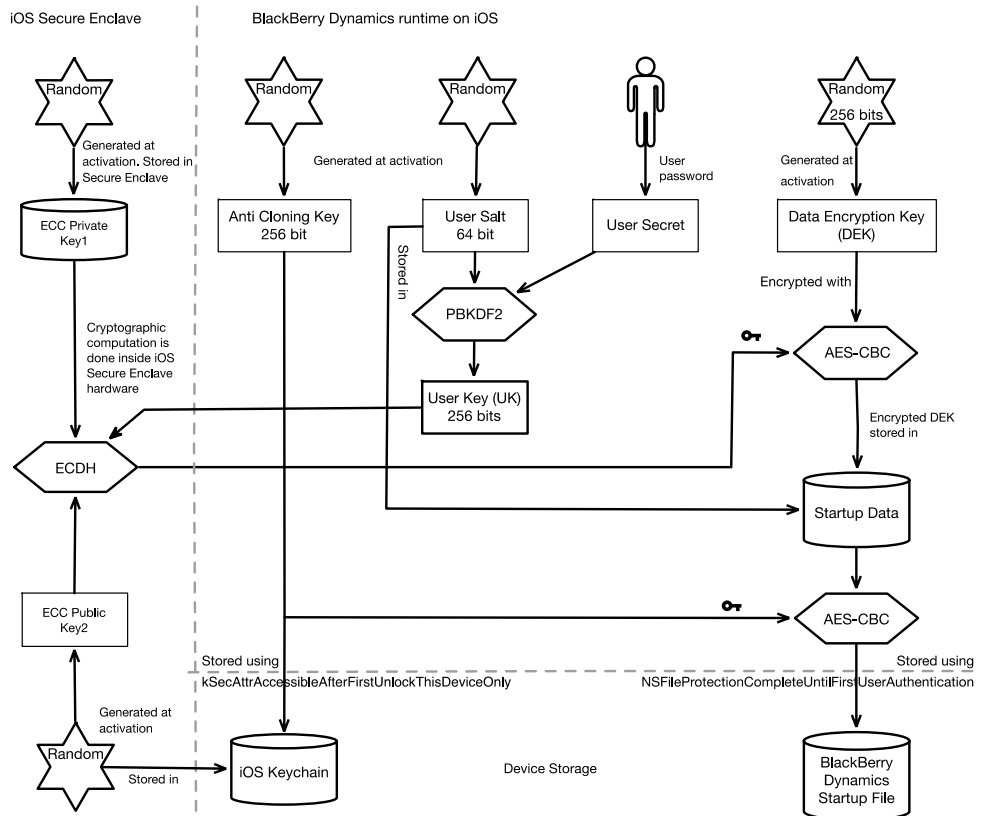 iOS Secure Enclave
BlackBerry Dynamics runtime on iOS
Random
Random
Random
Random
256 bits
Generated at
activation. Stored in
Secure Enclave
Generated at activation
User
password
Generated at
activation
ECC Private
Key1
Anti Cloning Key
256 bit
User Salt
64 bit
User Secret
Data Encryption Key
(DEK)
Stored in
Encrypted with
PBKDF2
Cryptographic
computation is
done inside iOS
Secure Enclave
hardware
AES-CBC
User Key (UK)
256 bits
Encrypted DEK
stored in
ECDH
Startup Data
ECC Public
Key2
AES-CBC
Stored using
kSecAttrAccessibleAfterFirstUnlockThisDeviceOnly
Stored using
NSFileProtectionCompleteUntilFirstUserAuthentication
Generated at
activation
Random
Stored in
iOS Keychain
Device Storage
BlackBerry
Dynamics
Startup File